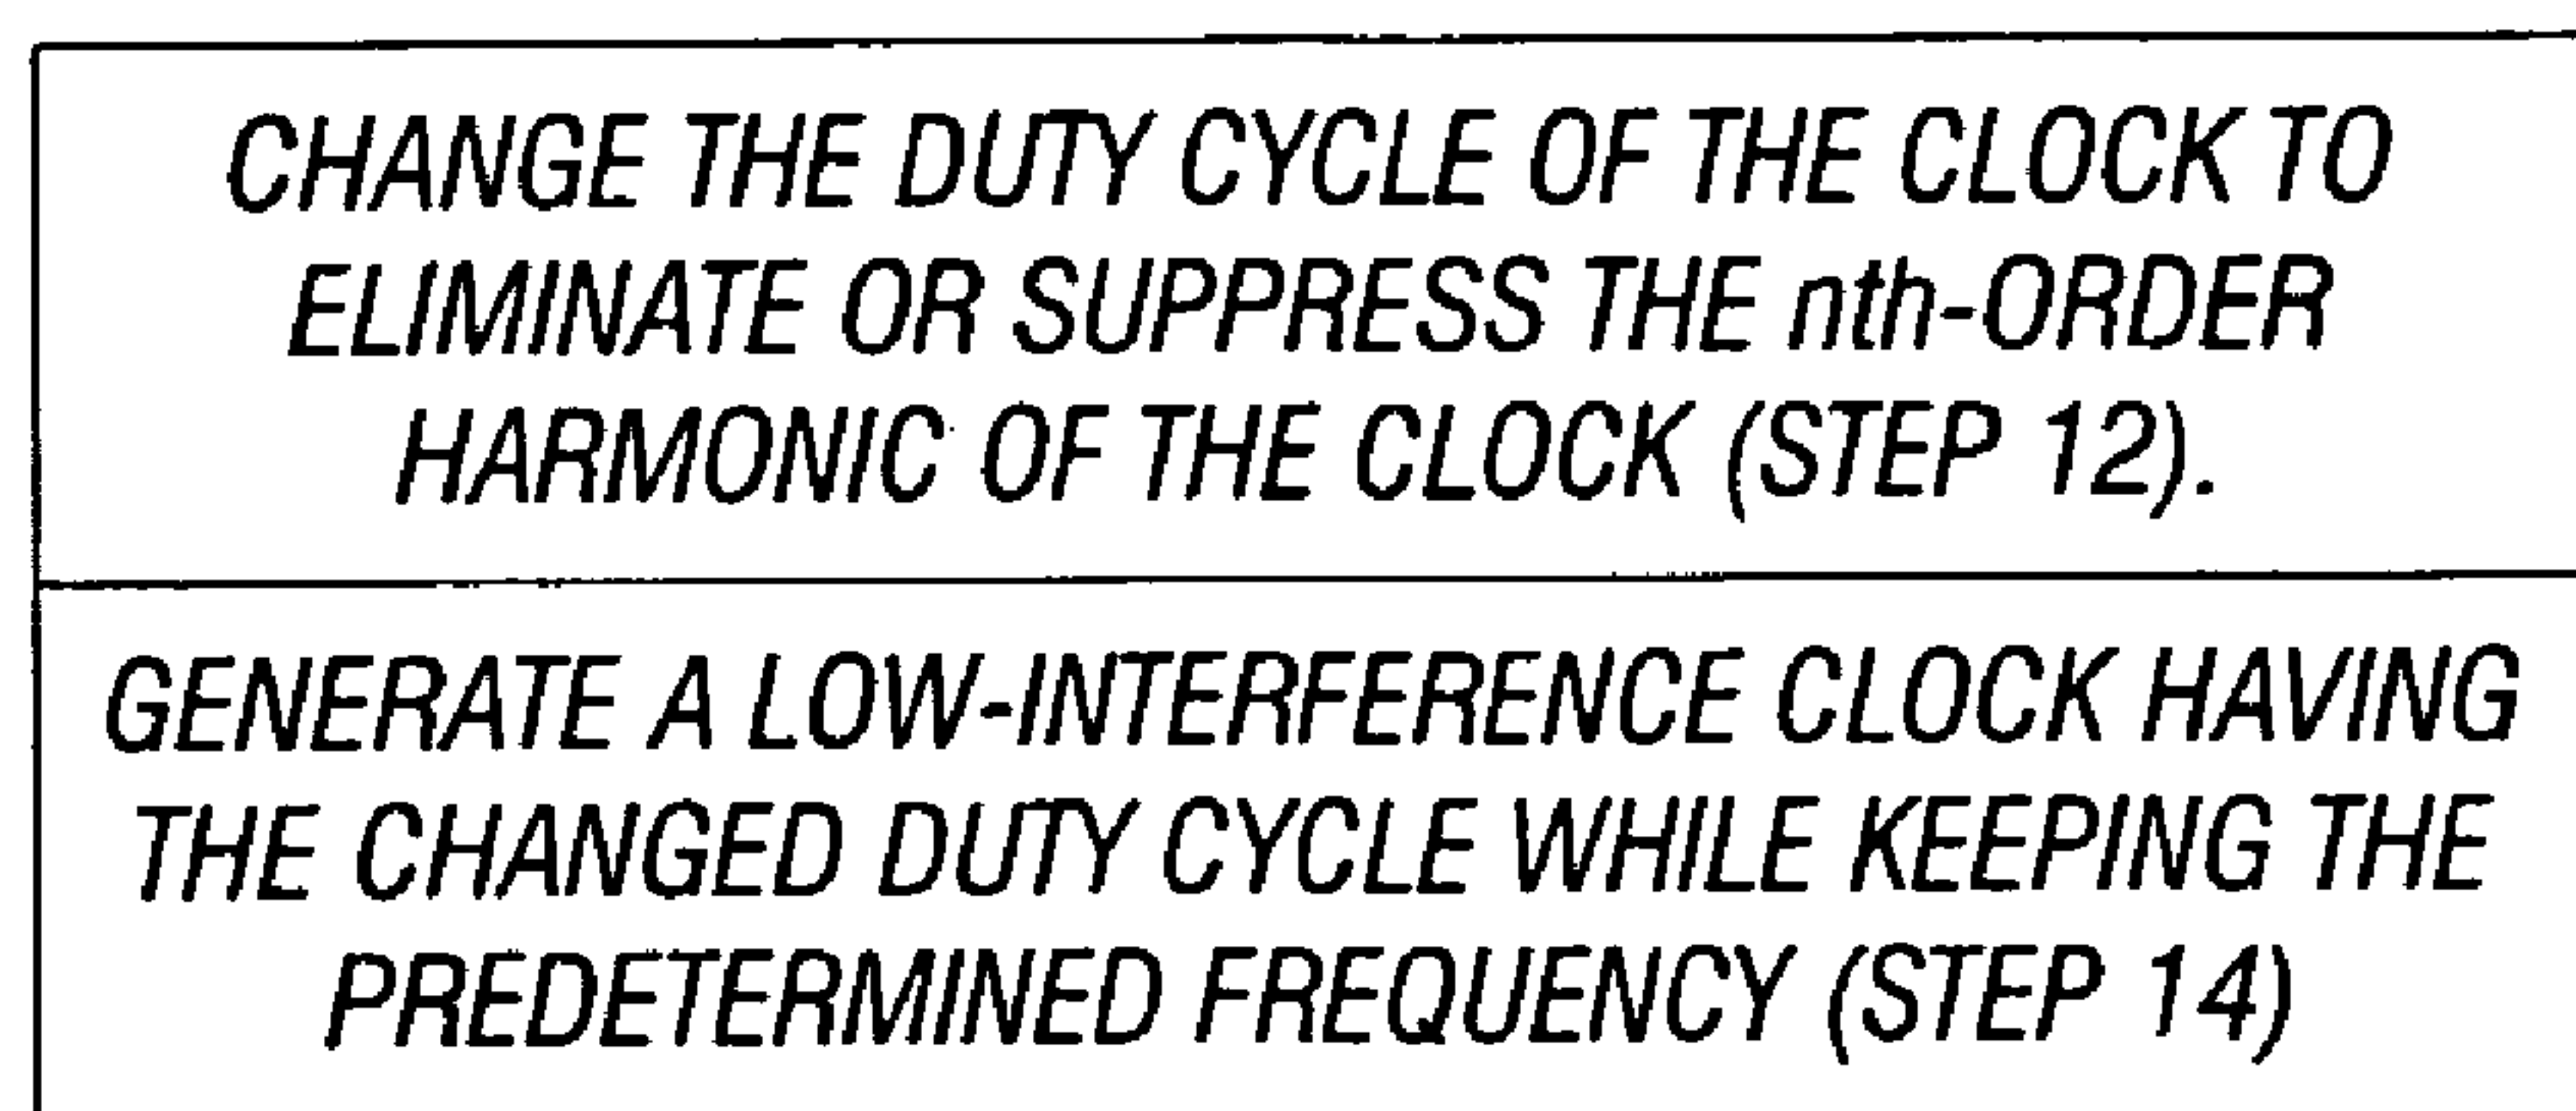 CHANGE THE DUTY CYCLE OF THE CLOCK TO
ELIMINATE OR SUPPRESS THE nth-ORDER
HARMONIC OF THE CLOCK (STEP 12).
GENERATE A LOW-INTERFERENCE CLOCK HAVING
THE CHANGED DUTY CYCLE WHILE KEEPING THE
PREDETERMINED FREQUENCY (STEP 14)